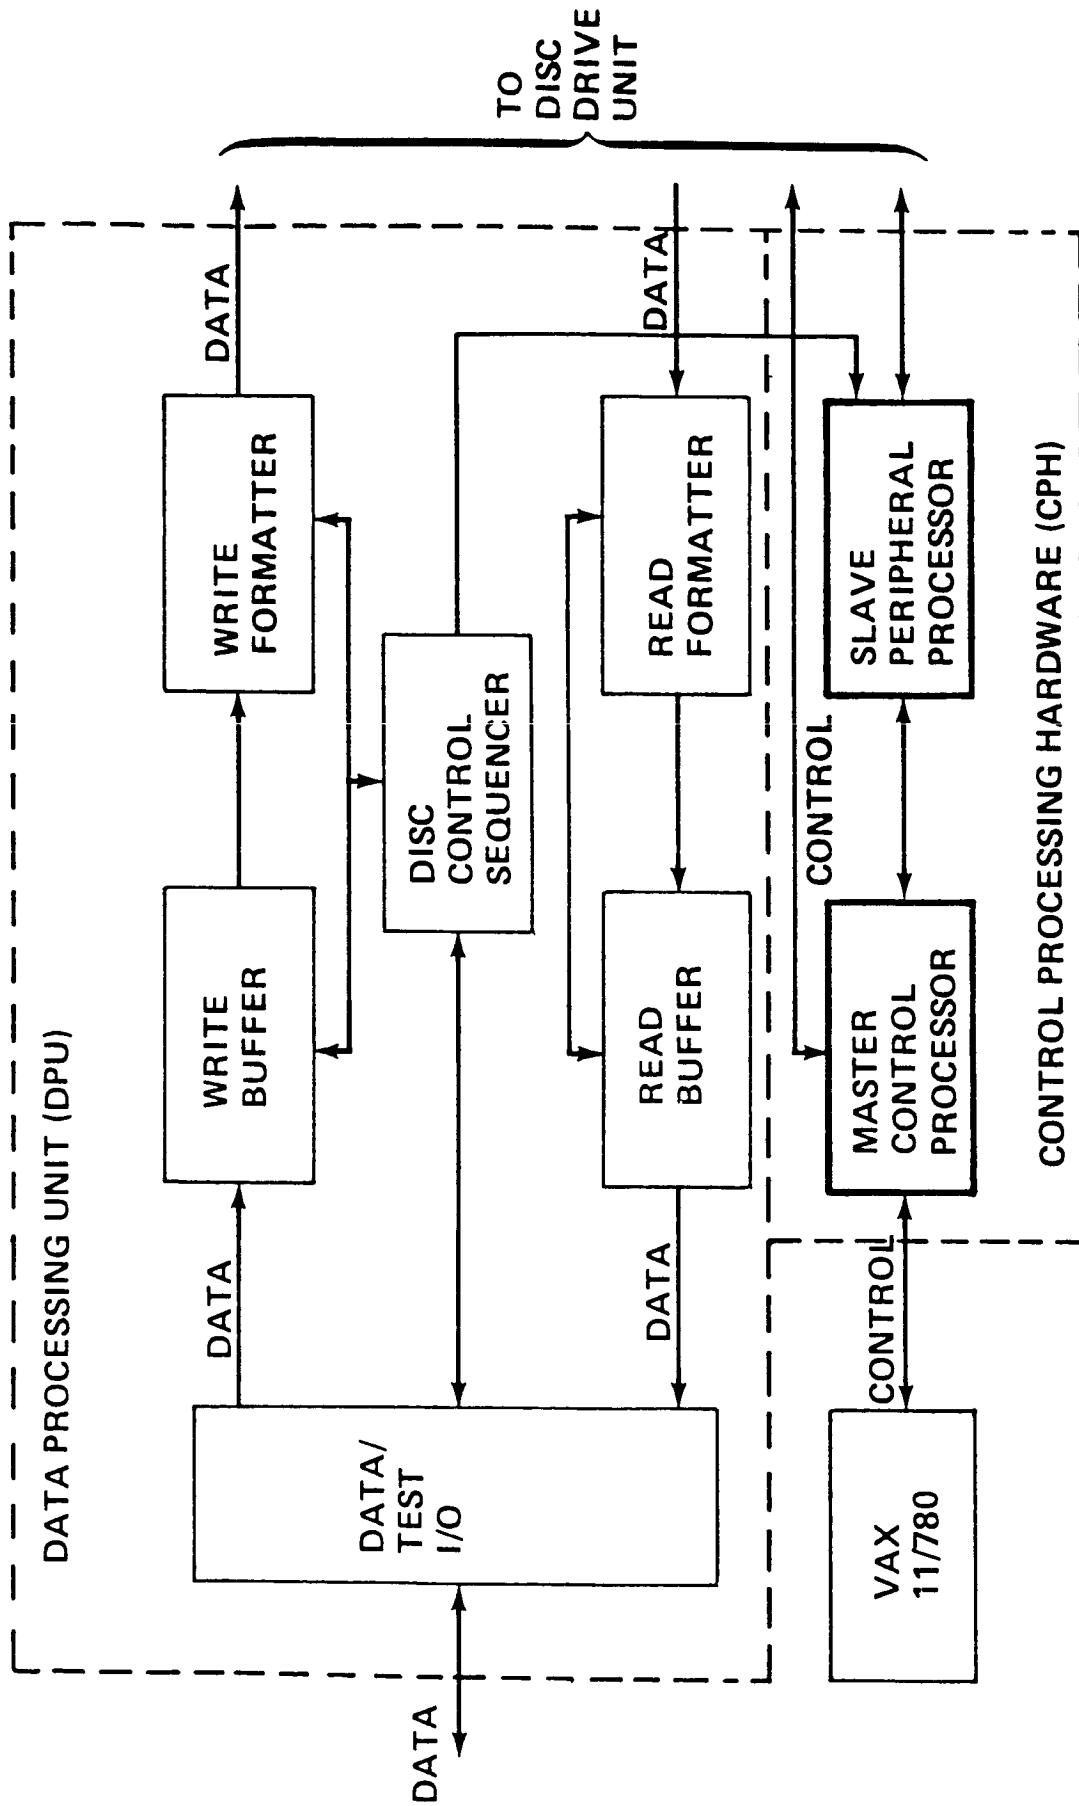 DATA PROCESSING UNIT (DPU)
DATA
DATA/
TEST
I/O
DATA
WRITE
BUFFER
WRITE
FORMATTER
DATA
DISC
CONTROL
SEQUENCER
DATA
READ
BUFFER
READ
FORMATTER
DATA
TO
DISC
DRIVE
UNIT
VAX
11/780
CONTROL
MASTER
CONTROL
PROCESSOR
CONTROL
SLAVE
PERIPHERAL
PROCESSOR
CONTROL PROCESSING HARDWARE (CPH)